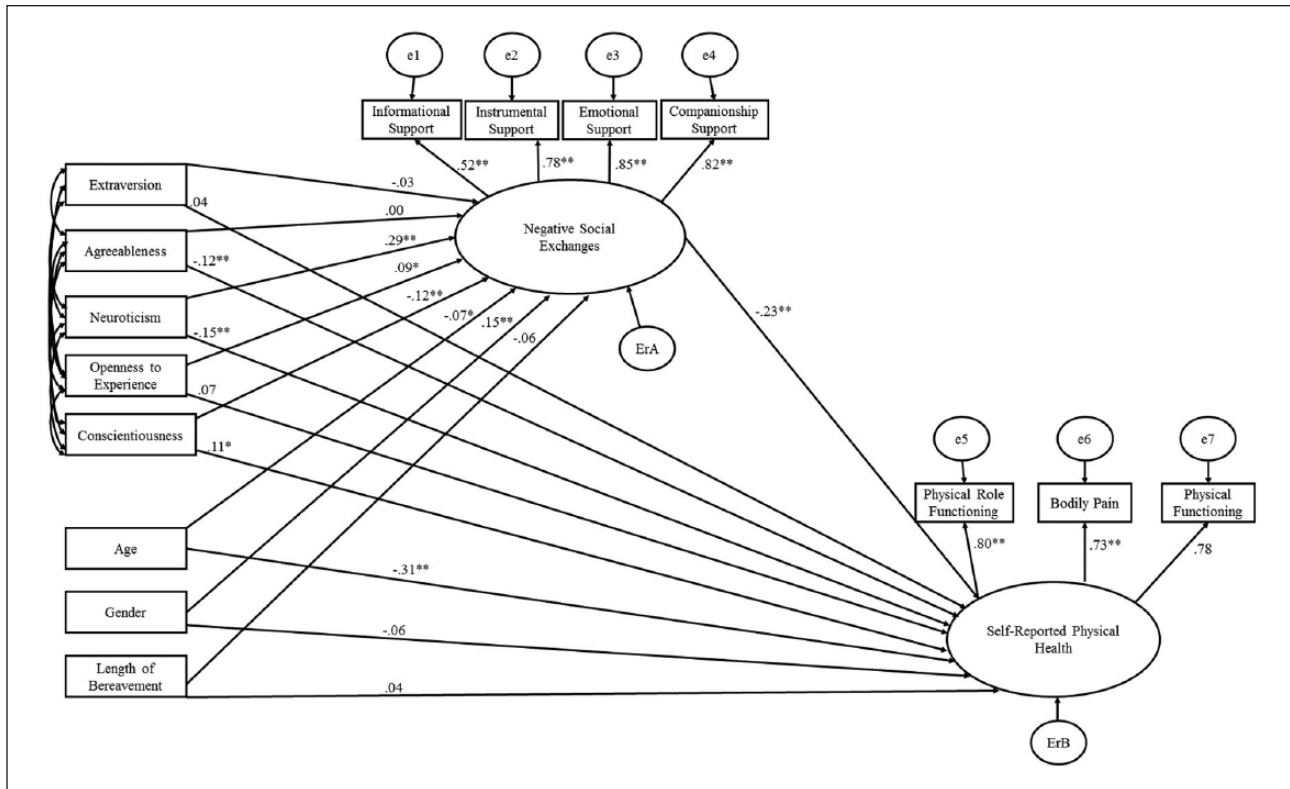 e1
e2
e3
e4
Informational
Support
Instrumental
Support
Emotional
Support
Companionship
Support
.52**
.78**
.85**
.82**
Extraversion
-.03
.04
.00
Negative Social
Exchanges
Agreeableness
-.12**
.29**
.09*
-.12**
Neuroticism
-.15**
-.07*
.15**
-.06
-.23**
ErA
Openness to
Experience
.07
Conscientiousness
.11*
e5
e6
e7
Physical Role
Functioning
Bodily Pain
Physical
Functioning
Age
-.31**
.80**
.73**
.78
Gender
-.06
Self-Reported Physical
Health
Length of
Bereavement
.04
ErB